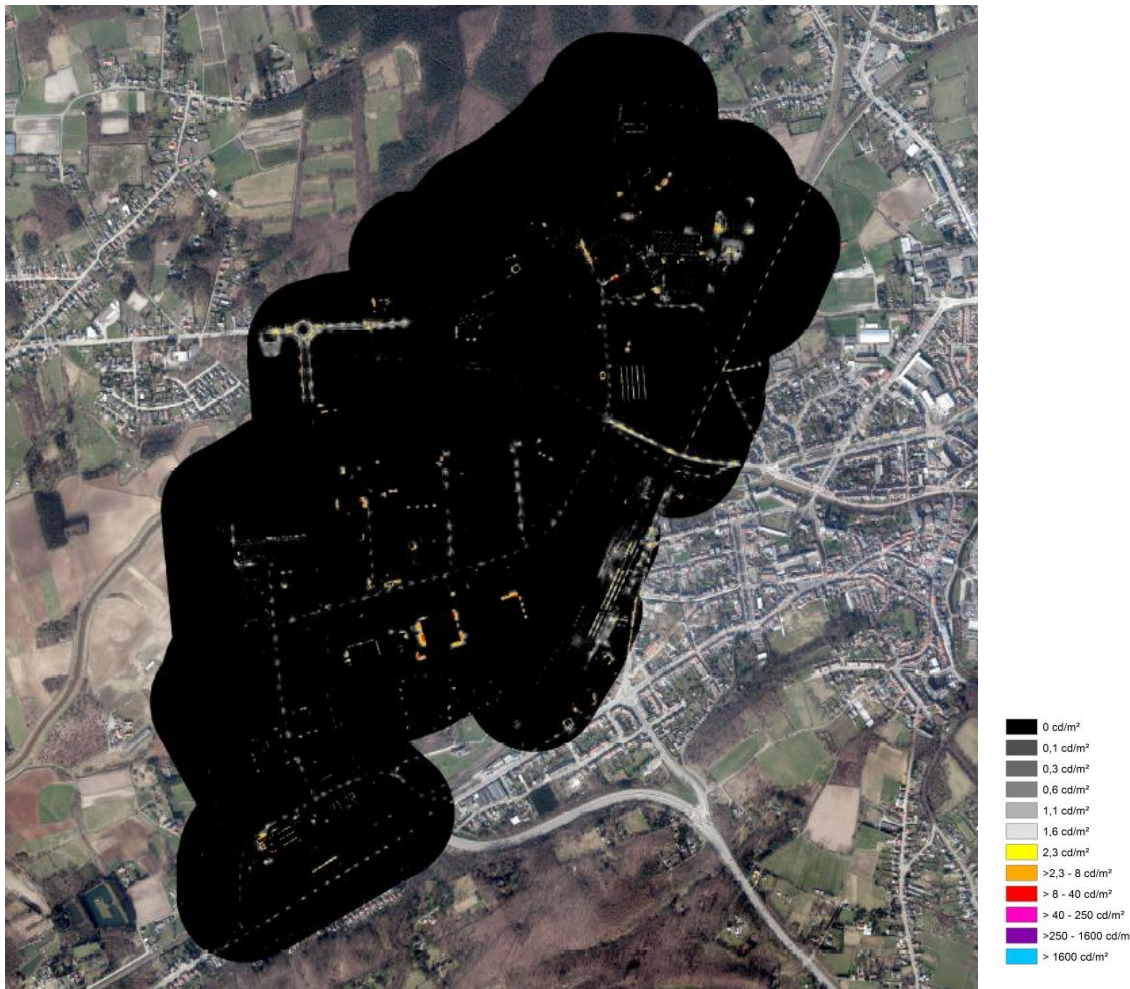 0 cd/m²
0,1 cd/m²
0,3 cd/m²
0,6 cd/m²
1,1 cd/m²
1,6 cd/m²
2,3 cd/m²
>2,3 - 8 cd/m²
> 8 - 40 cd/m²
> 40 - 250 cd/m²
>250 - 1600 cd/m
> 1600 cd/m²